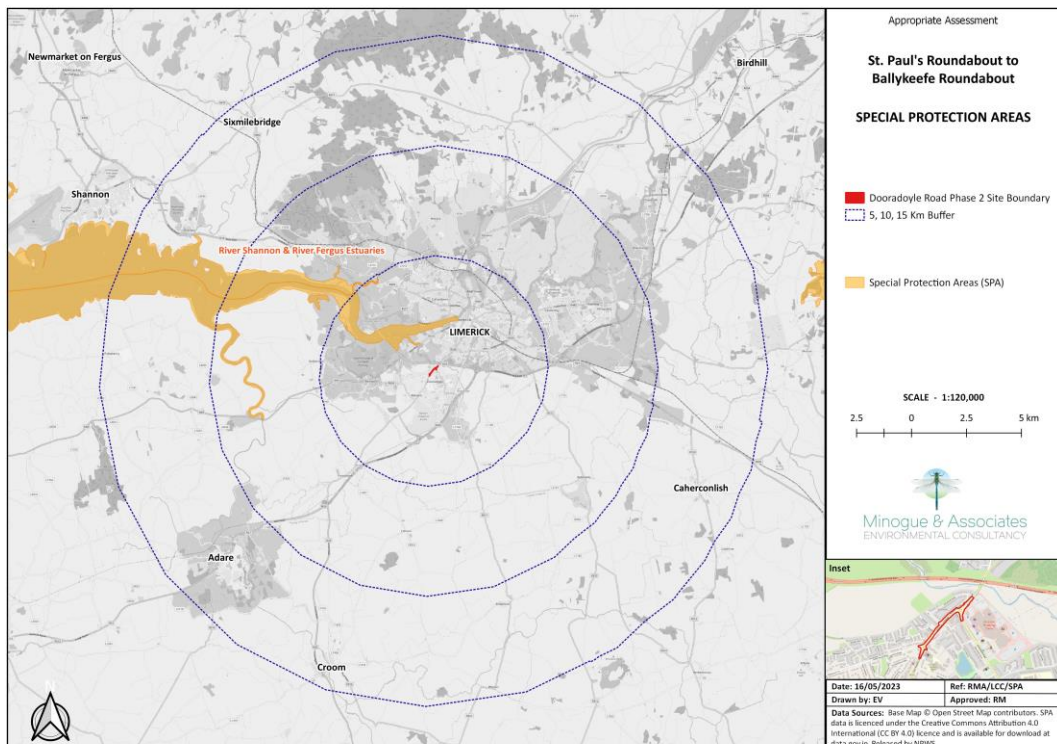 Newmarket on Fergus
Birdhill
Sixmilebridge
Shannon
River Shannon & River Fergus Estuaries
LIMERICK
Caherconlish
Adare
Croom
N
Appropriate Assessment
St. Paul's Roundabout to
Ballykeefe Roundabout
SPECIAL PROTECTION AREAS
Dooradoyle Road Phase 2 Site Boundary
5, 10, 15 Km Buffer
Special Protection Areas (SPA)
SCALE - 1:120,000
2.5 0 2.5 5 km
Minogue & Associates
ENVIRONMENTAL CONSULTANCY
Inset
Date: 16/05/2023 Ref: RMA/LCC/SPA
Drawn by: EV Approved: RM
Data Sources: Base Map © Open Street Map contributors. SPA
data is licenced under the Creative Commons Attribution 4.0
International (CC BY 4.0) licence and is available for download at